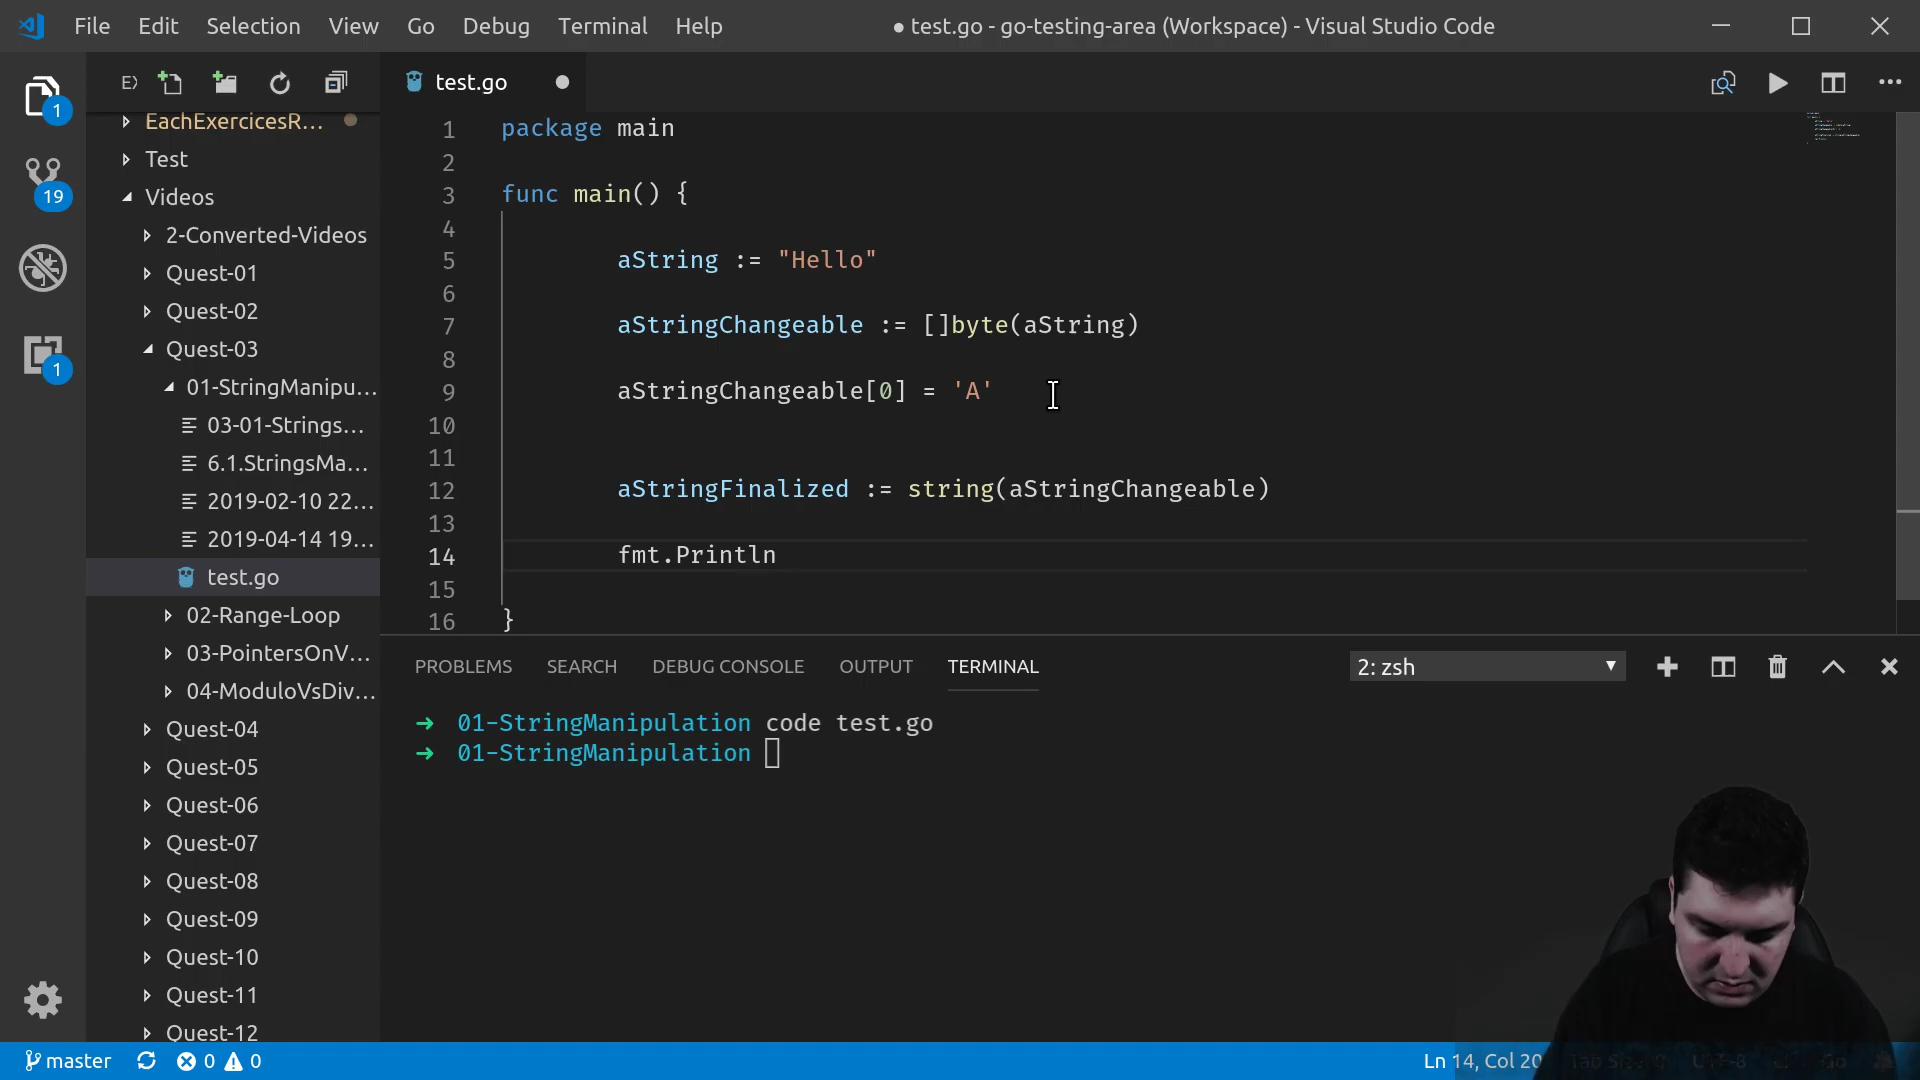 File Edit Selection View Go Debug Terminal Help
● test.go - go-testing-area (Workspace) - Visual Studio Code
test.go
EachExercicesR...
Test
Videos
2-Converted-Videos
Quest-01
Quest-02
Quest-03
01-StringManipu...
03-01-Strings...
6.1.StringsMa...
2019-02-10 22...
2019-04-14 19...
test.go
02-Range-Loop
03-PointersOnV...
04-ModuloVsDiv...
Quest-04
Quest-05
Quest-06
Quest-07
Quest-08
Quest-09
Quest-10
Quest-11
Quest-12
1
19
1
1 package main
2
3 func main() {
4
5 aString := "Hello"
6
7 aStringChangeable := []byte(aString)
8
9 aStringChangeable[0] = 'A'
10
11
12 aStringFinalized := string(aStringChangeable)
13
14 fmt.Println
15
16 }
PROBLEMS SEARCH DEBUG CONSOLE OUTPUT TERMINAL
2: zsh
➜ 01-StringManipulation code test.go
➜ 01-StringManipulation
master 0 0
Ln 14, Col 20